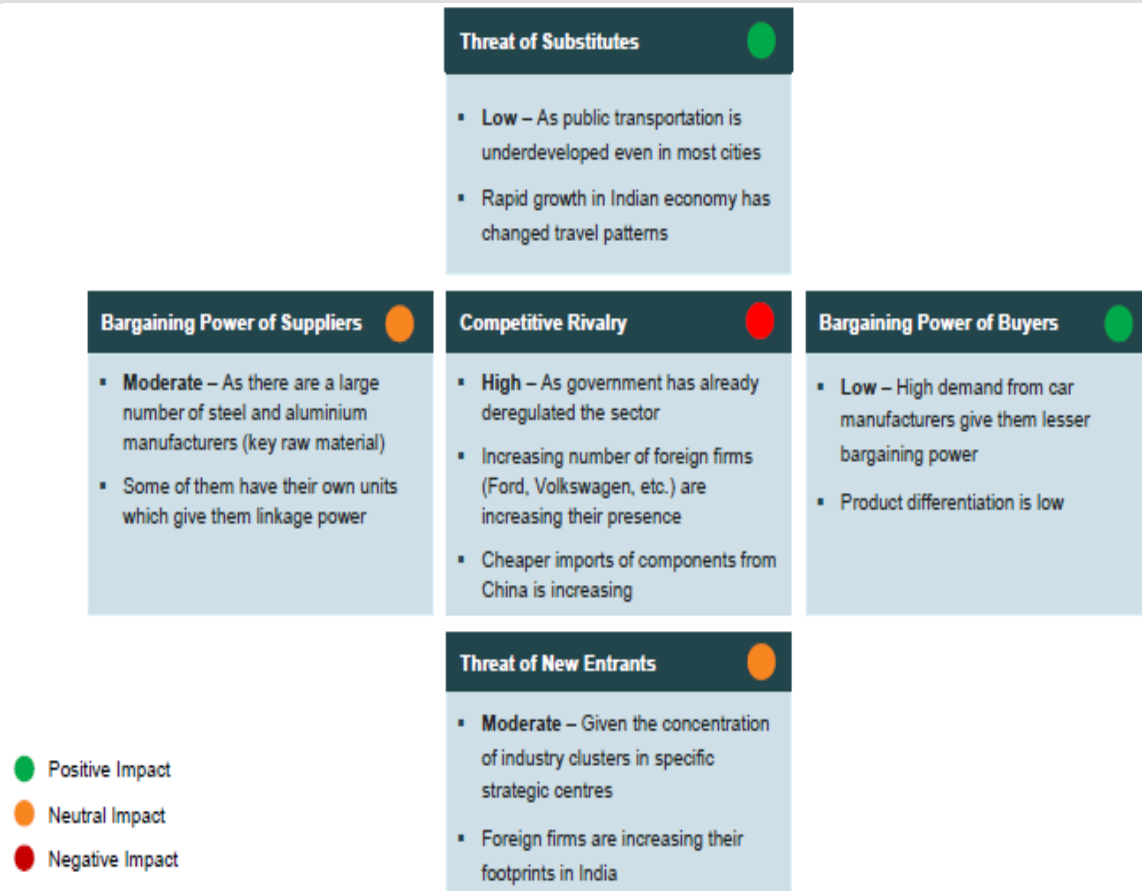 Threat of Substitutes
▪ Low – As public transportation is
underdeveloped even in most cities
▪ Rapid growth in Indian economy has
changed travel patterns
Bargaining Power of Suppliers
▪ Moderate – As there are a large
number of steel and aluminium
manufacturers (key raw material)
▪ Some of them have their own units
which give them linkage power
Competitive Rivalry
▪ High – As government has already
deregulated the sector
▪ Increasing number of foreign firms
(Ford, Volkswagen, etc.) are
increasing their presence
▪ Cheaper imports of components from
China is increasing
Bargaining Power of Buyers
▪ Low – High demand from car
manufacturers give them lesser
bargaining power
▪ Product differentiation is low
Threat of New Entrants
▪ Moderate – Given the concentration
of industry clusters in specific
strategic centres
▪ Foreign firms are increasing their
footprints in India
Positive Impact
Neutral Impact
Negative Impact